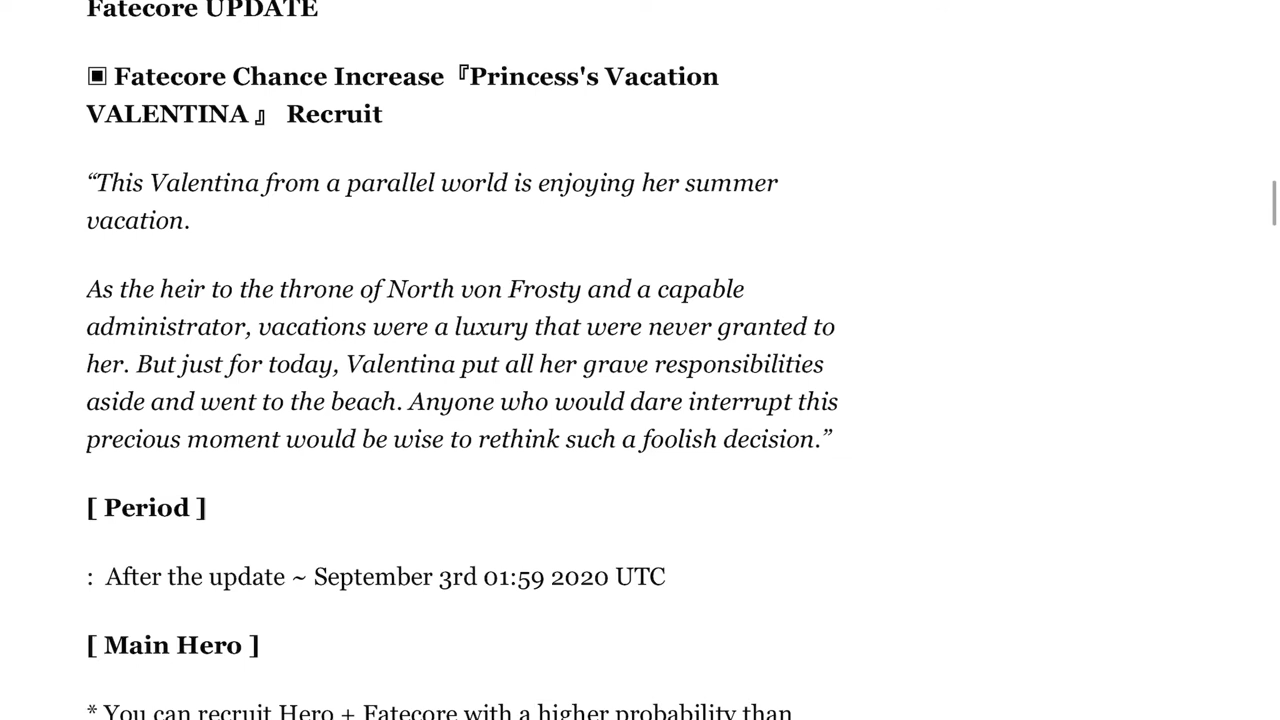 Fatecore UPDATE
▣ Fatecore Chance Increase『Princess's Vacation
VALENTINA』 Recruit
“This Valentina from a parallel world is enjoying her summer
vacation.
As the heir to the throne of North von Frosty and a capable
administrator, vacations were a luxury that were never granted to
her. But just for today, Valentina put all her grave responsibilities
aside and went to the beach. Anyone who would dare interrupt this
precious moment would be wise to rethink such a foolish decision.”
[ Period ]
: After the update ~ September 3rd 01:59 2020 UTC
[ Main Hero ]
* You can recruit Hero + Fatecore with a higher probability than